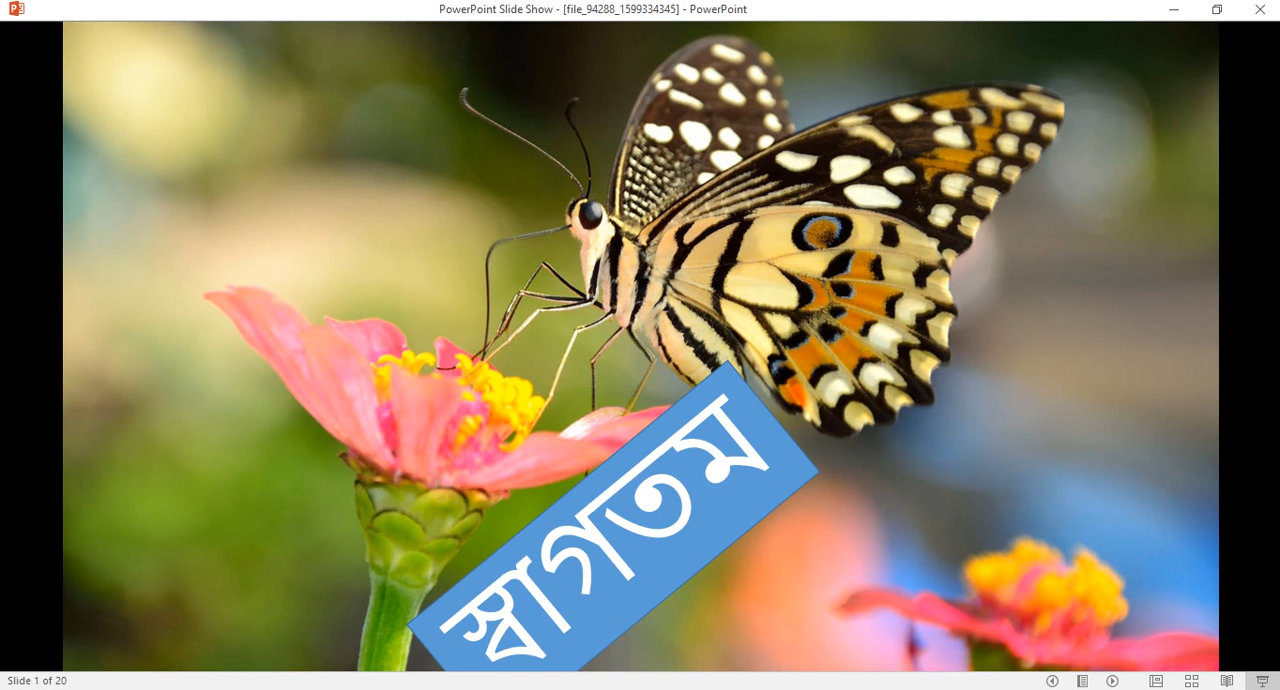 PowerPoint Slide Show - [file_94288_1599334345] - PowerPoint
স্বাগতম
Slide 1 of 20